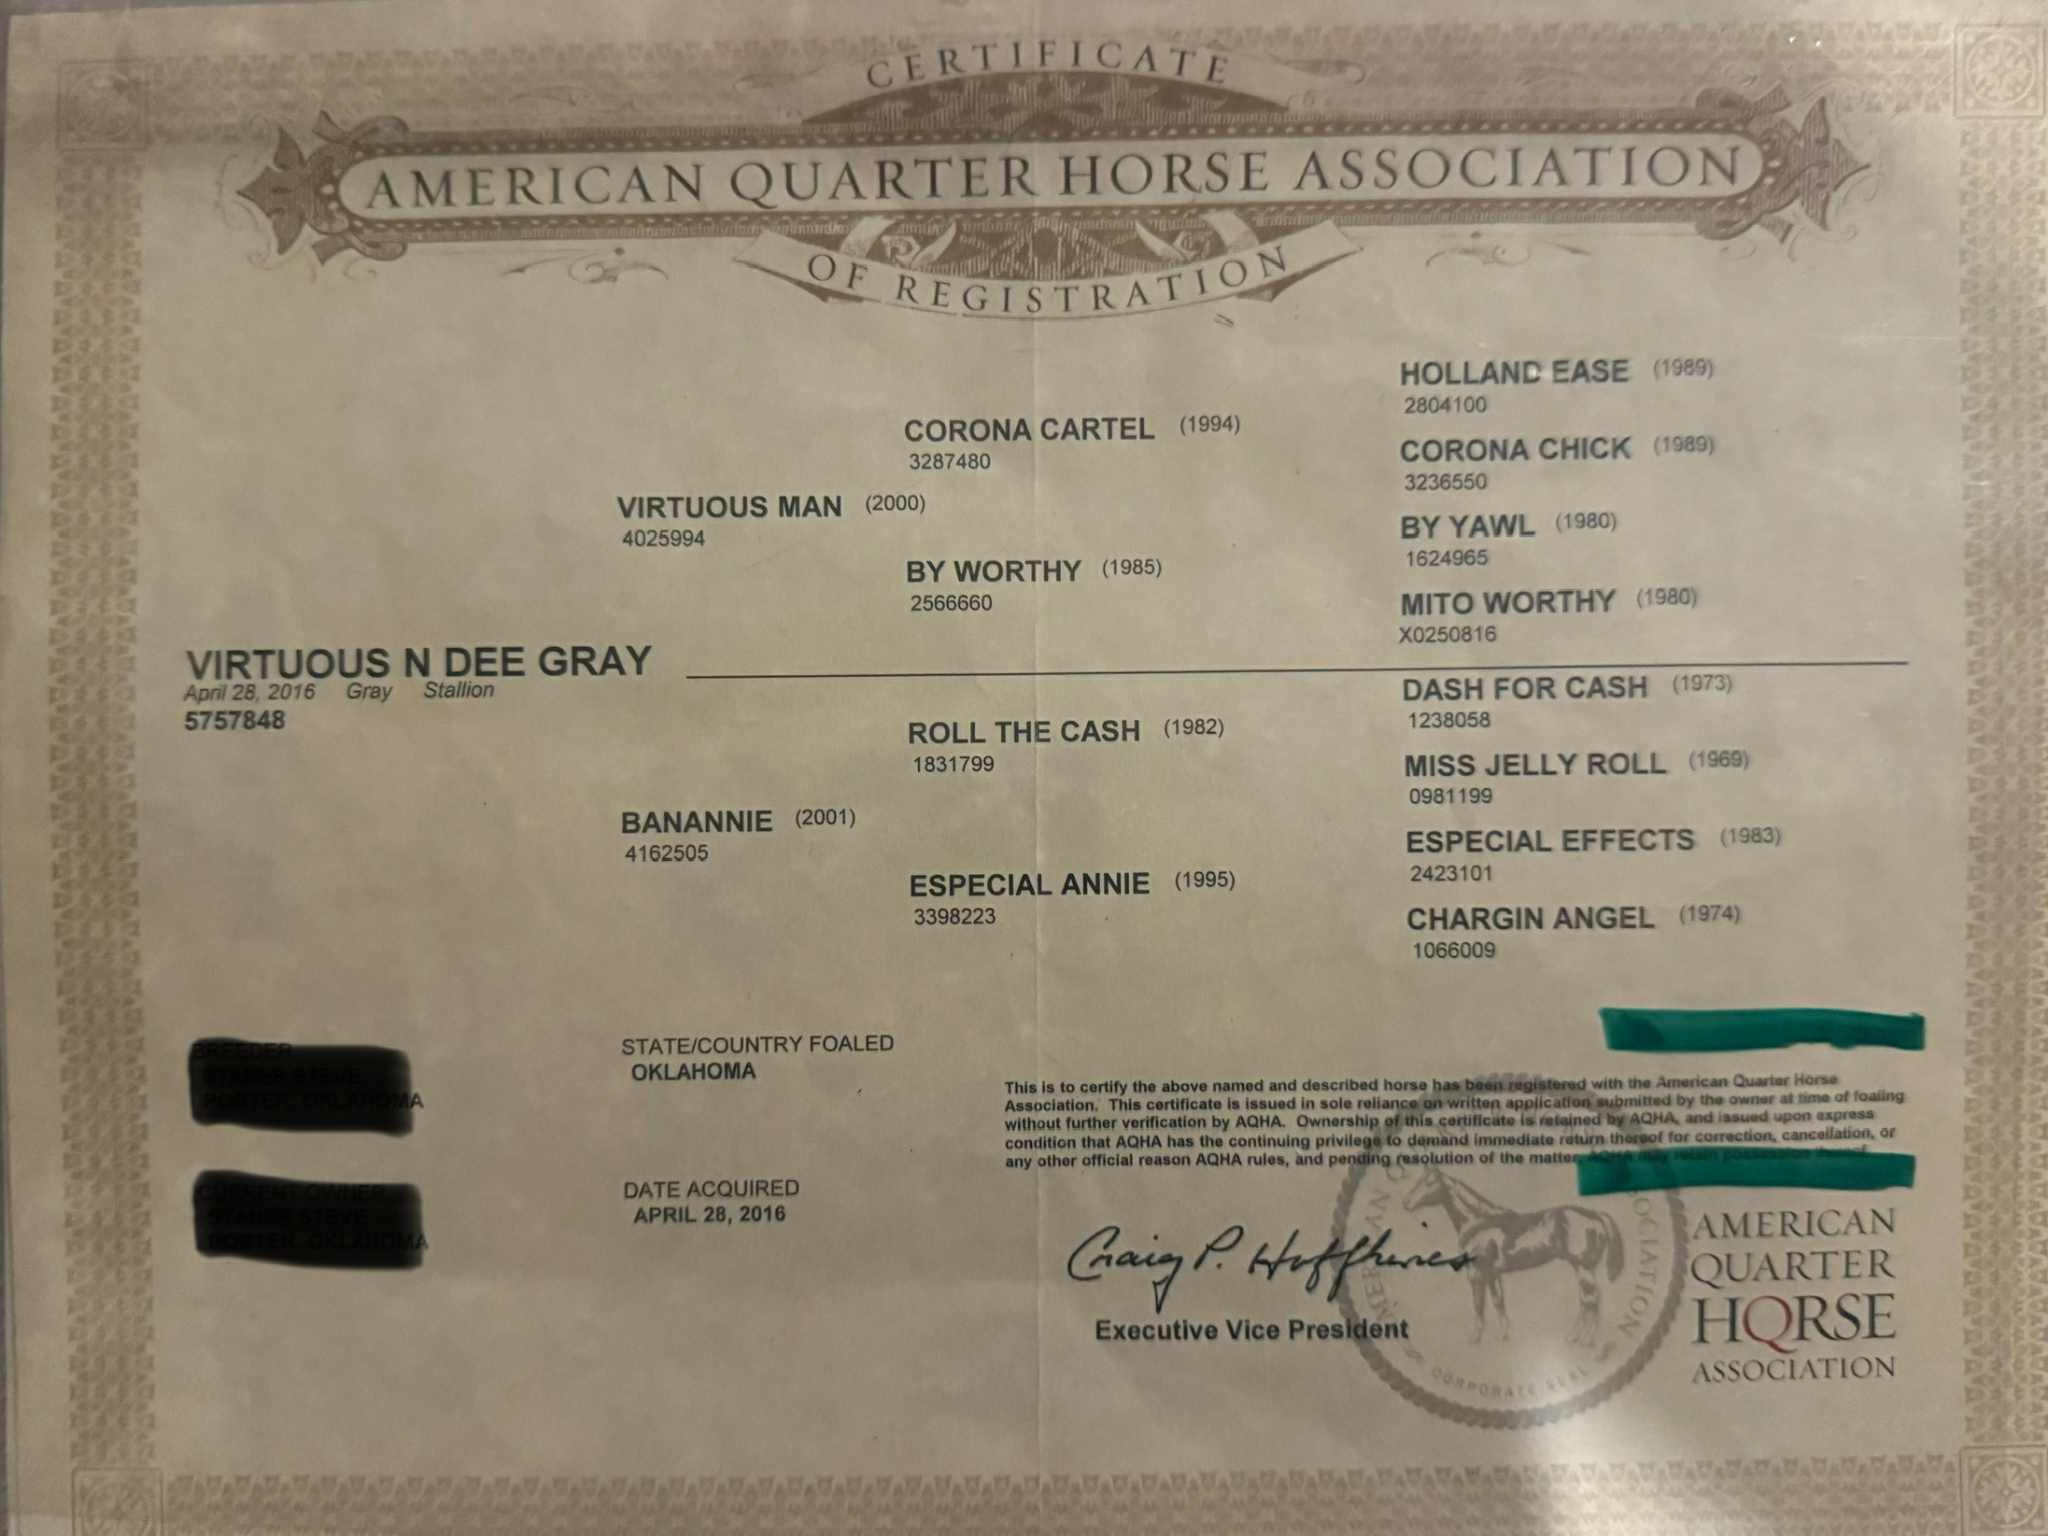 CERTIFICATE
AMERICAN QUARTER HORSE ASSOCIATION
OF REGISTRATION
HOLLAND EASE (1989)
2804100
CORONA CARTEL (1994)
3287480
CORONA CHICK (1989)
3236550
VIRTUOUS MAN (2000)
4025994
BY YAWL (1980)
1624965
BY WORTHY (1985)
2566660
MITO WORTHY (1980)
X0250816
VIRTUOUS N DEE GRAY
April 28, 2016 Gray Stallion
5757848
DASH FOR CASH (1973)
1238058
ROLL THE CASH (1982)
1831799
MISS JELLY ROLL (1969)
0981199
BANANNIE (2001)
4162505
ESPECIAL EFFECTS (1983)
2423101
ESPECIAL ANNIE (1995)
3398223
CHARGIN ANGEL (1974)
1066009
STATE/COUNTRY FOALED
OKLAHOMA
DATE ACQUIRED
APRIL 28, 2016
This is to certify the above named and described horse has been registered with the American Quarter Horse
Association. This certificate is issued in sole reliance on written application submitted by the owner at time of foaling
without further verification by AQHA. Ownership of this certificate is retained by AQHA, and issued upon express
condition that AQHA has the continuing privilege to demand immediate return thereof for correction, cancellation, or
any other official reason AQHA rules, and pending resolution of the matter,
Craig P. Huffhines
Executive Vice President
CORPORATE SEAL
AMERICAN
QUARTER
HORSE
ASSOCIATION